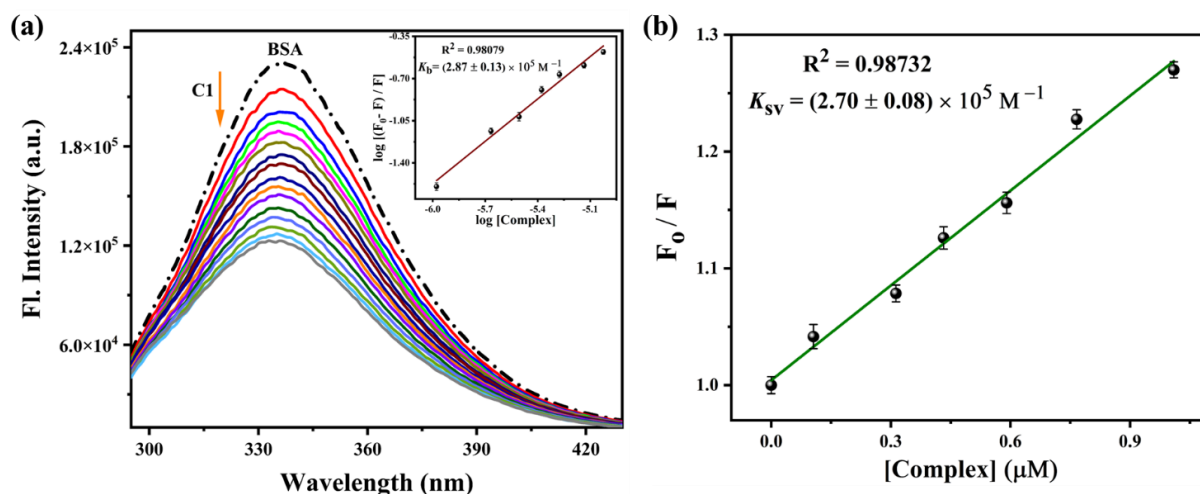 (a)
2.4×10⁵
1.8×10⁵
1.2×10⁵
6.0×10⁴
Fl. Intensity (a.u.)
BSA
C1
300
330
360
390
420
Wavelength (nm)
R² = 0.98079
K_b= (2.87 ± 0.13) × 10⁵ M⁻¹
-0.35
-0.70
-1.05
-1.40
log [(F₀- F) / F]
-6.0
-5.7
-5.4
-5.1
log [Complex]
(b)
1.3
1.2
1.1
1.0
F₀ / F
R² = 0.98732
K_sv = (2.70 ± 0.08) × 10⁵ M⁻¹
0.0
0.3
0.6
0.9
[Complex] (μM)